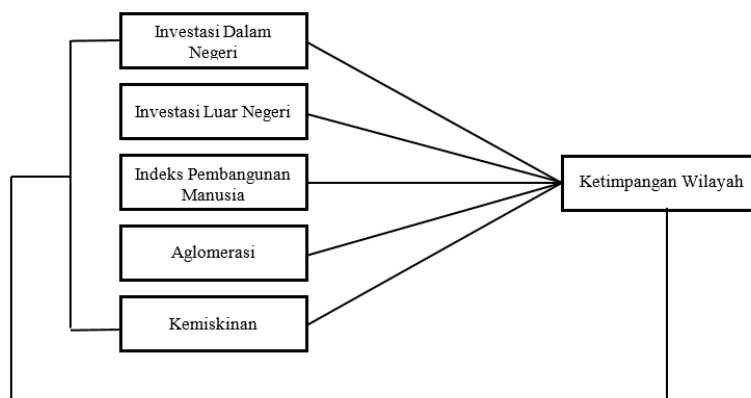 Investasi Dalam
Negeri
Investasi Luar Negeri
Indeks Pembangunan
Manusia
Aglomerasi
Kemiskinan
Ketimpangan Wilayah